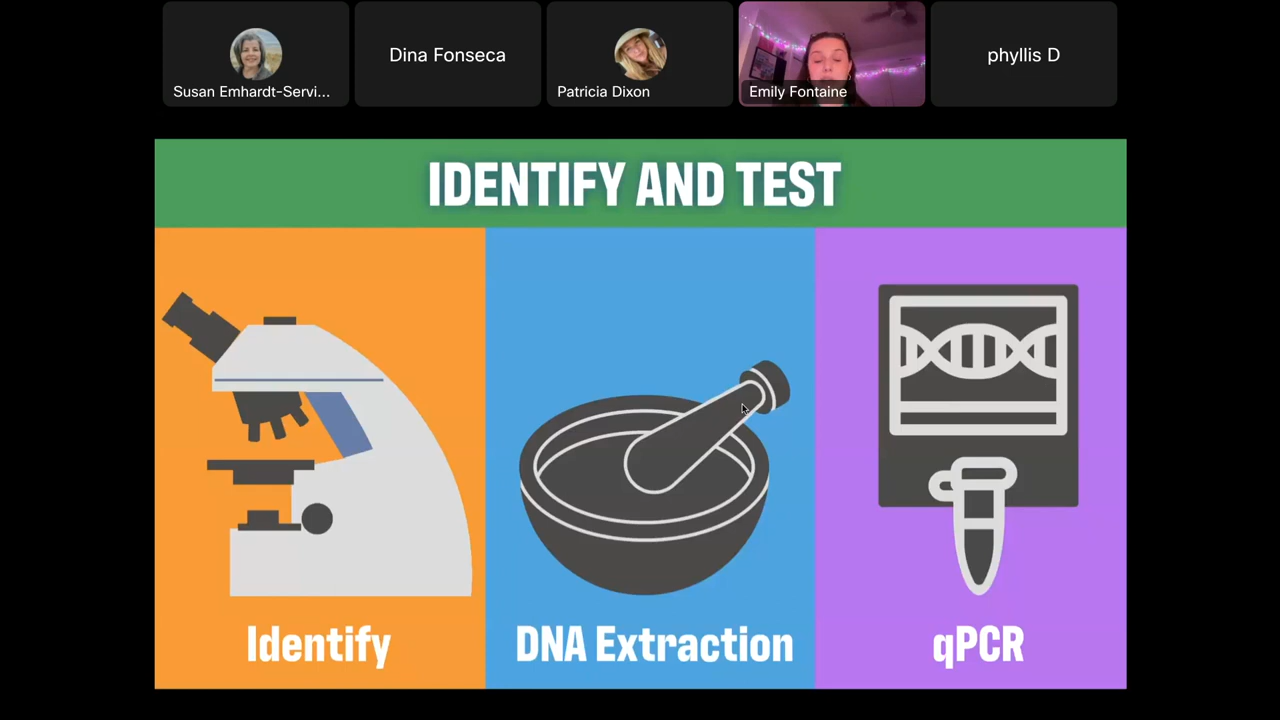 Susan Emhardt-Servi...
Dina Fonseca
Patricia Dixon
Emily Fontaine
phyllis D
IDENTIFY AND TEST
Identify
DNA Extraction
qPCR